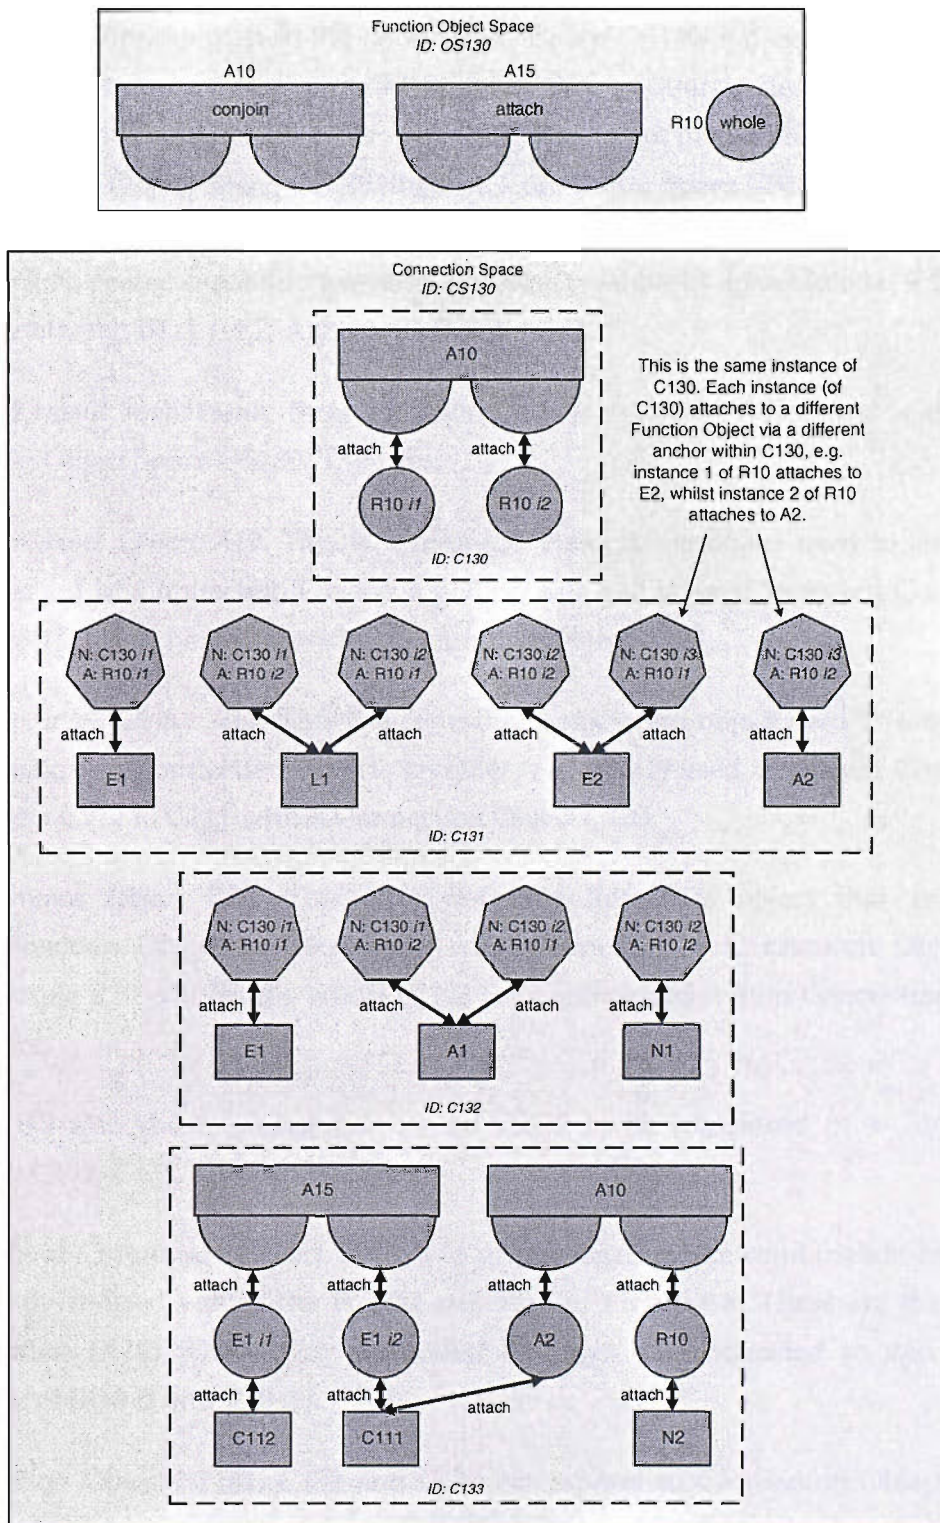 Function Object Space
ID: OS130
A10
A15
conjoin
attach
R10
whole
Connection Space
ID: CS130
A10
attach
attach
R10 i1
R10 i2
ID: C130
This is the same instance of
C130. Each instance (of
C130) attaches to a different
Function Object via a different
anchor within C130, e.g.
instance 1 of R10 attaches to
E2, whilst instance 2 of R10
attaches to A2.
N: C130 i1
A: R10 i1
N: C130 i1
A: R10 i2
N: C130 i2
A: R10 i1
N: C130 i2
A: R10 i2
N: C130 i3
A: R10 i1
N: C130 i3
A: R10 i2
attach
attach
attach
attach
attach
attach
E1
L1
E2
A2
ID: C131
N: C130 i1
A: R10 i1
N: C130 i1
A: R10 i2
N: C130 i2
A: R10 i1
N: C130 i2
A: R10 i2
attach
attach
attach
attach
E1
A1
N1
ID: C132
A15
A10
attach
attach
attach
attach
E1 i1
E1 i2
A2
R10
attach
attach
attach
attach
C112
C111
N2
ID: C133